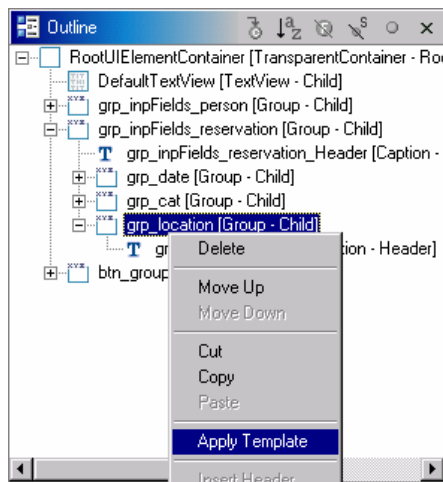 Outline
RootUIElementContainer [TransparentContainer - Roo
DefaultTextView [TextView - Child]
grp_inpFields_person [Group - Child]
grp_inpFields_reservation [Group - Child]
grp_inpFields_reservation_Header [Caption -
grp_date [Group - Child]
grp_cat [Group - Child]
grp_location [Group - Child]
Delete
tion - Header]
btn_group
Move Up
Move Down
Cut
Copy
Paste
Apply Template
Insert Header